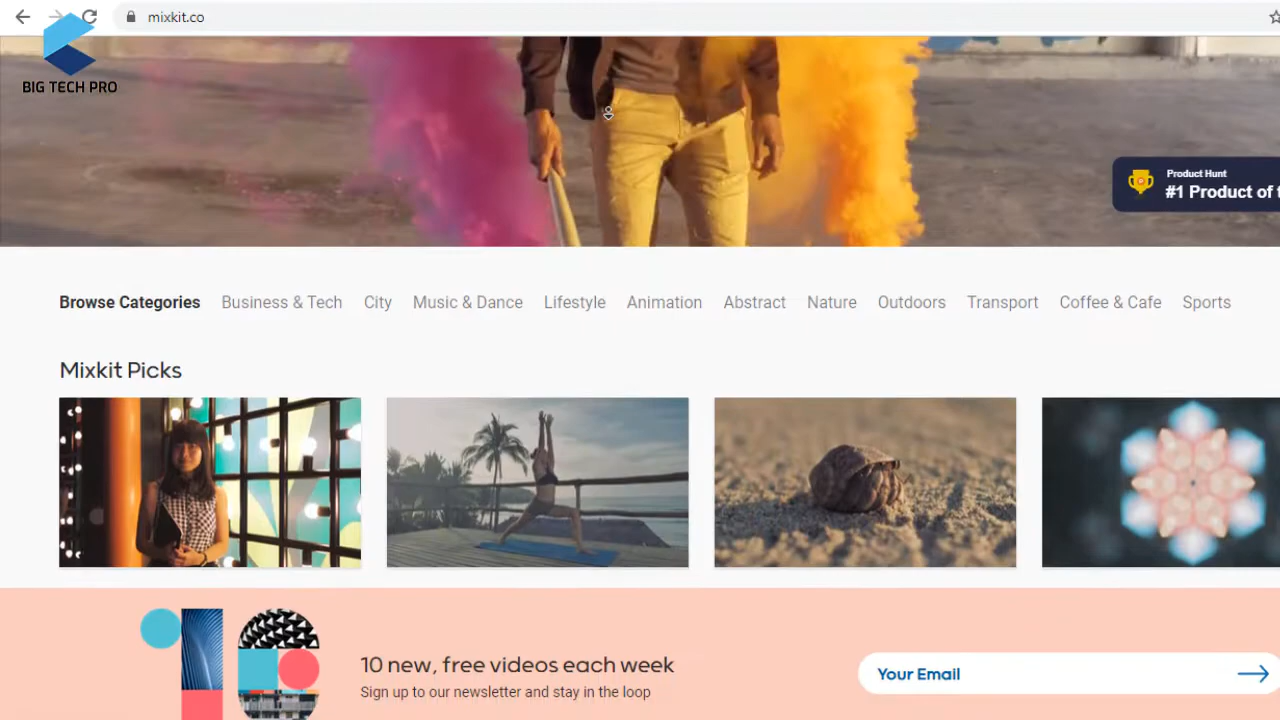 mixkit.co
BIG TECH PRO
Product Hunt
#1 Product of
Browse Categories Business & Tech City Music & Dance Lifestyle Animation Abstract Nature Outdoors Transport Coffee & Cafe Sports
Mixkit Picks
10 new, free videos each week
Your Email
Sign up to our newsletter and stay in the loop